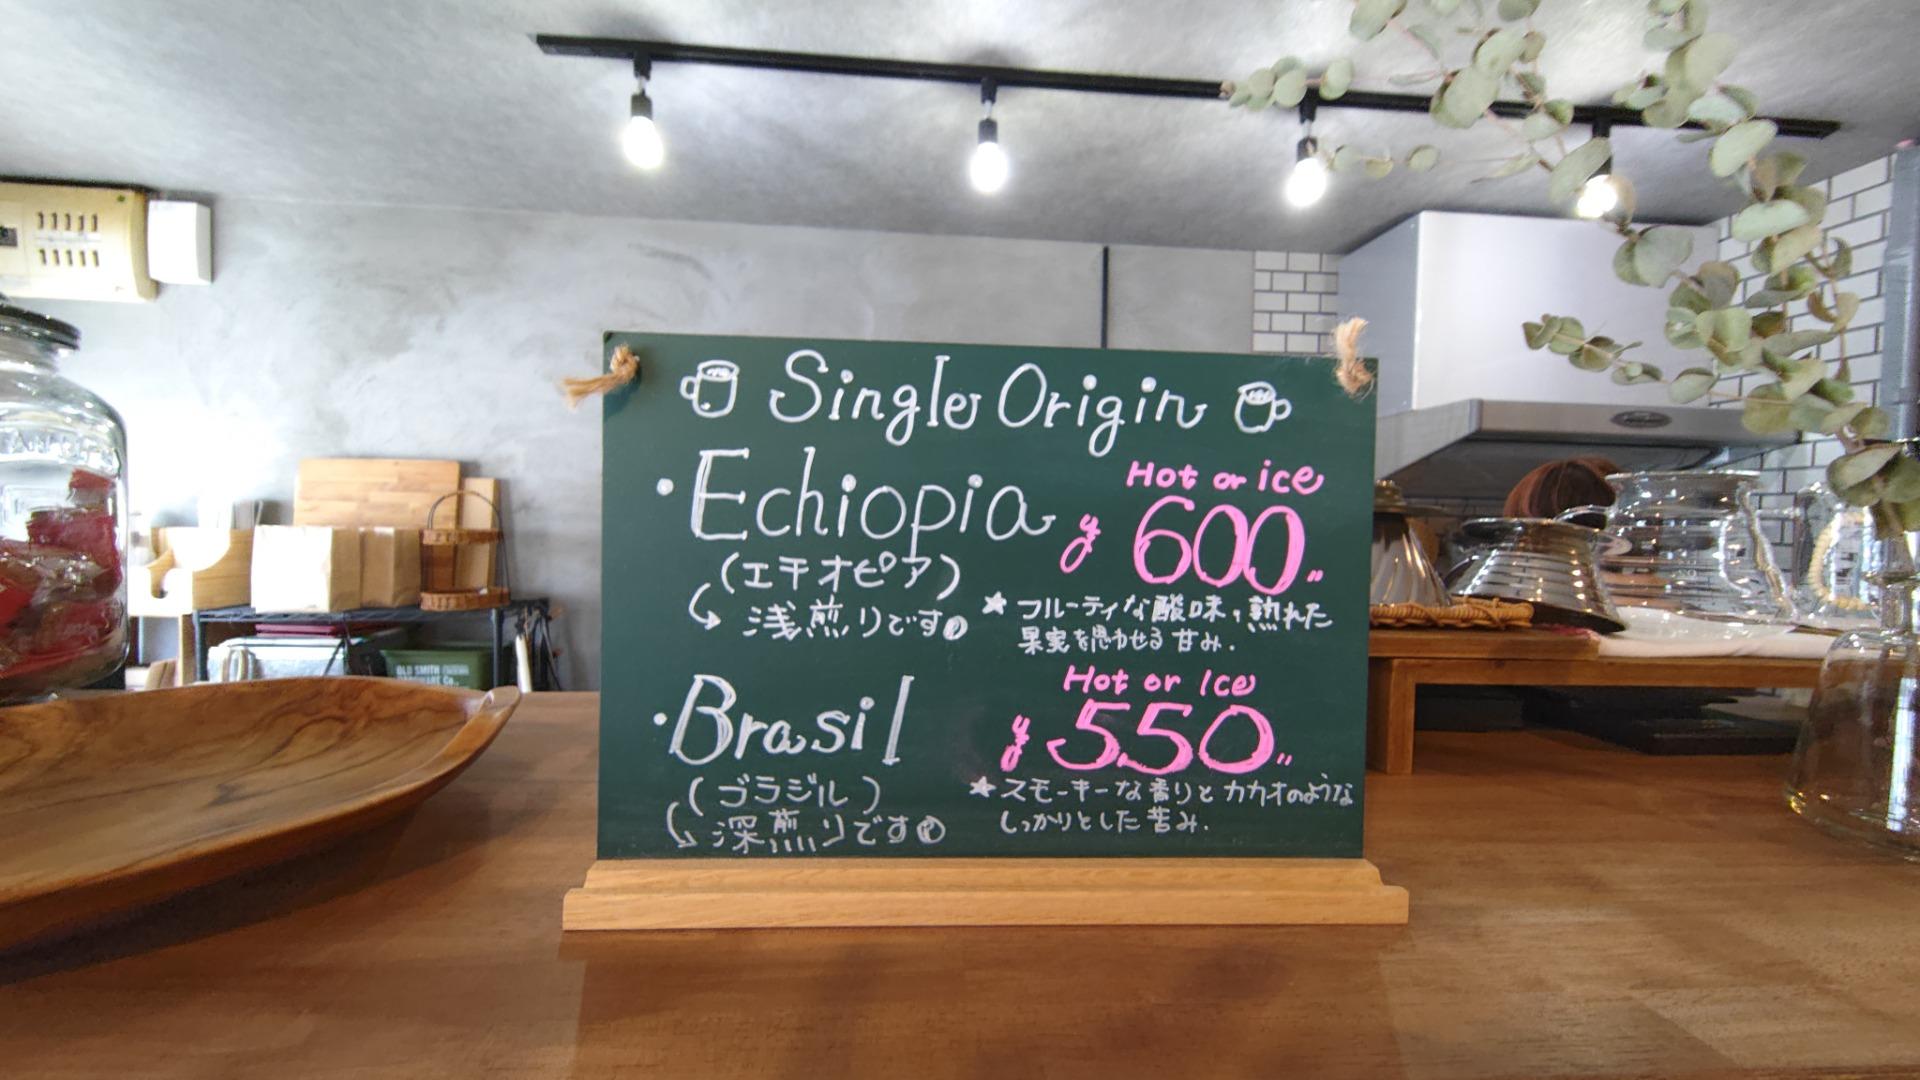 Single Origin
・Echiopia
Hot or ice
¥600〃
(エチオピア)
浅煎りです
★フルーティな酸味、熟れた
果実を思わせる甘み.
・Brasil
Hot or Ice
¥550〃
(ブラジル)
深煎りです
★スモーキーな香りとカカオのような
しっかりとした苦み.
OLD SMITH